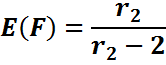 E(F) = r₂ / (r₂ − 2)